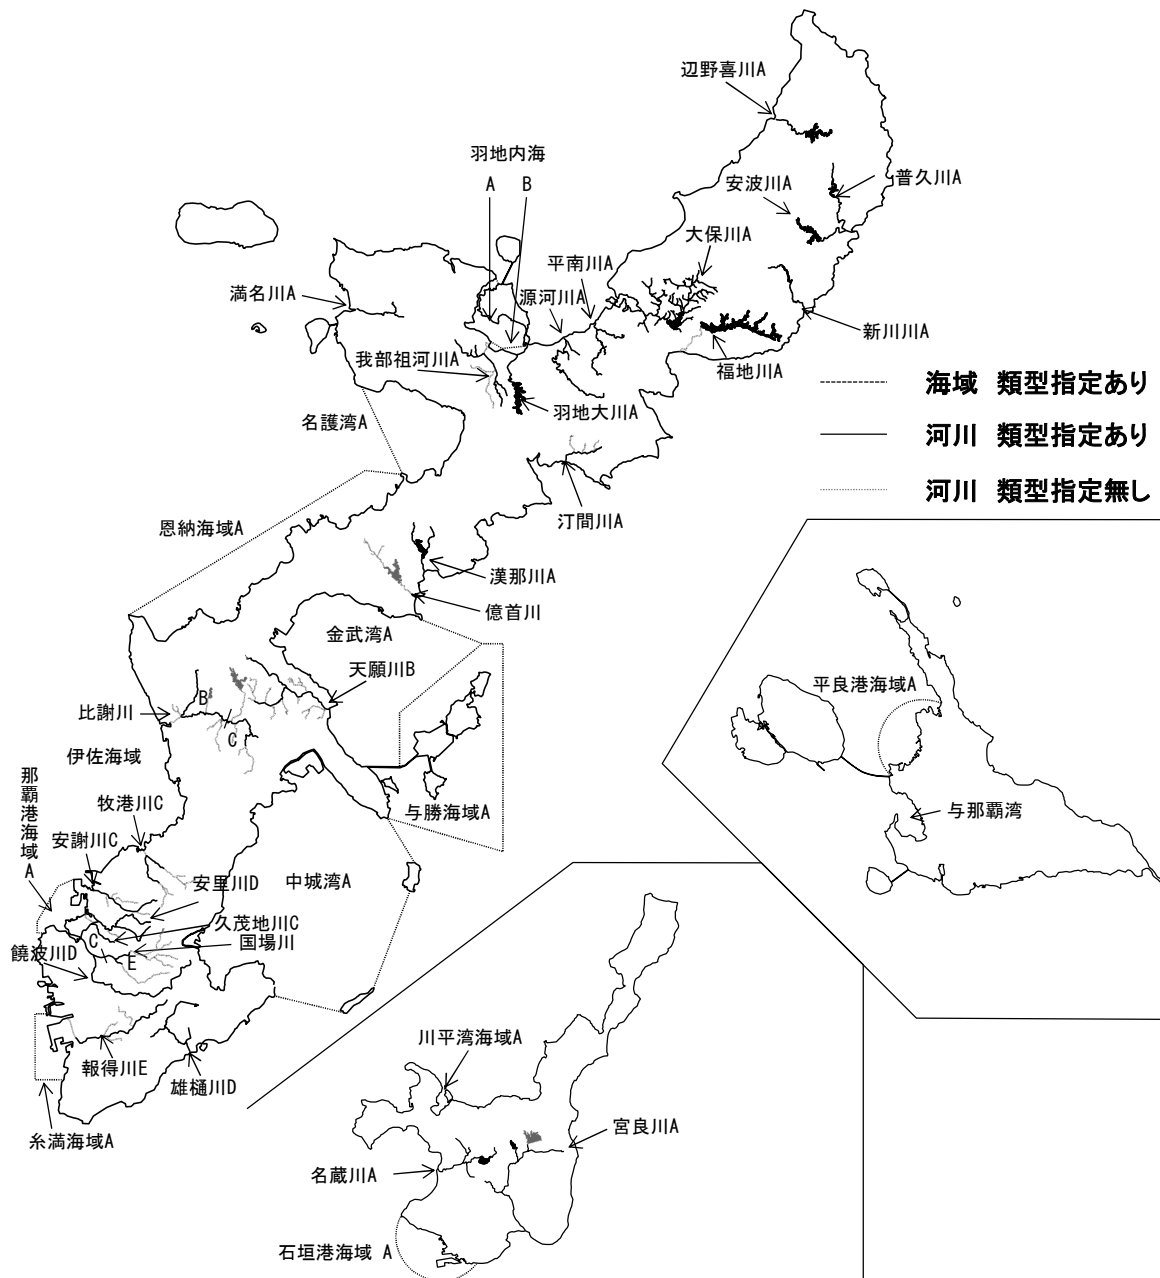 辺野喜川A
羽地内海
A
B
安波川A
普久川A
大保川A
平南川A
源河川A
満名川A
新川川A
我部祖河川A
福地川A
羽地大川A
名護湾A
海域 類型指定あり
河川 類型指定あり
河川 類型指定無し
汀間川A
恩納海域A
漢那川A
億首川
金武湾A
天願川B
B
比謝川
C
伊佐海域
平良港海域A
那覇港海域A
牧港川C
与勝海域A
与那覇湾
安謝川C
安里川D
中城湾A
久茂地川C
C
国場川
饒波川D
E
報得川E
雄樋川D
糸満海域A
川平湾海域A
宮良川A
名蔵川A
石垣港海域 A